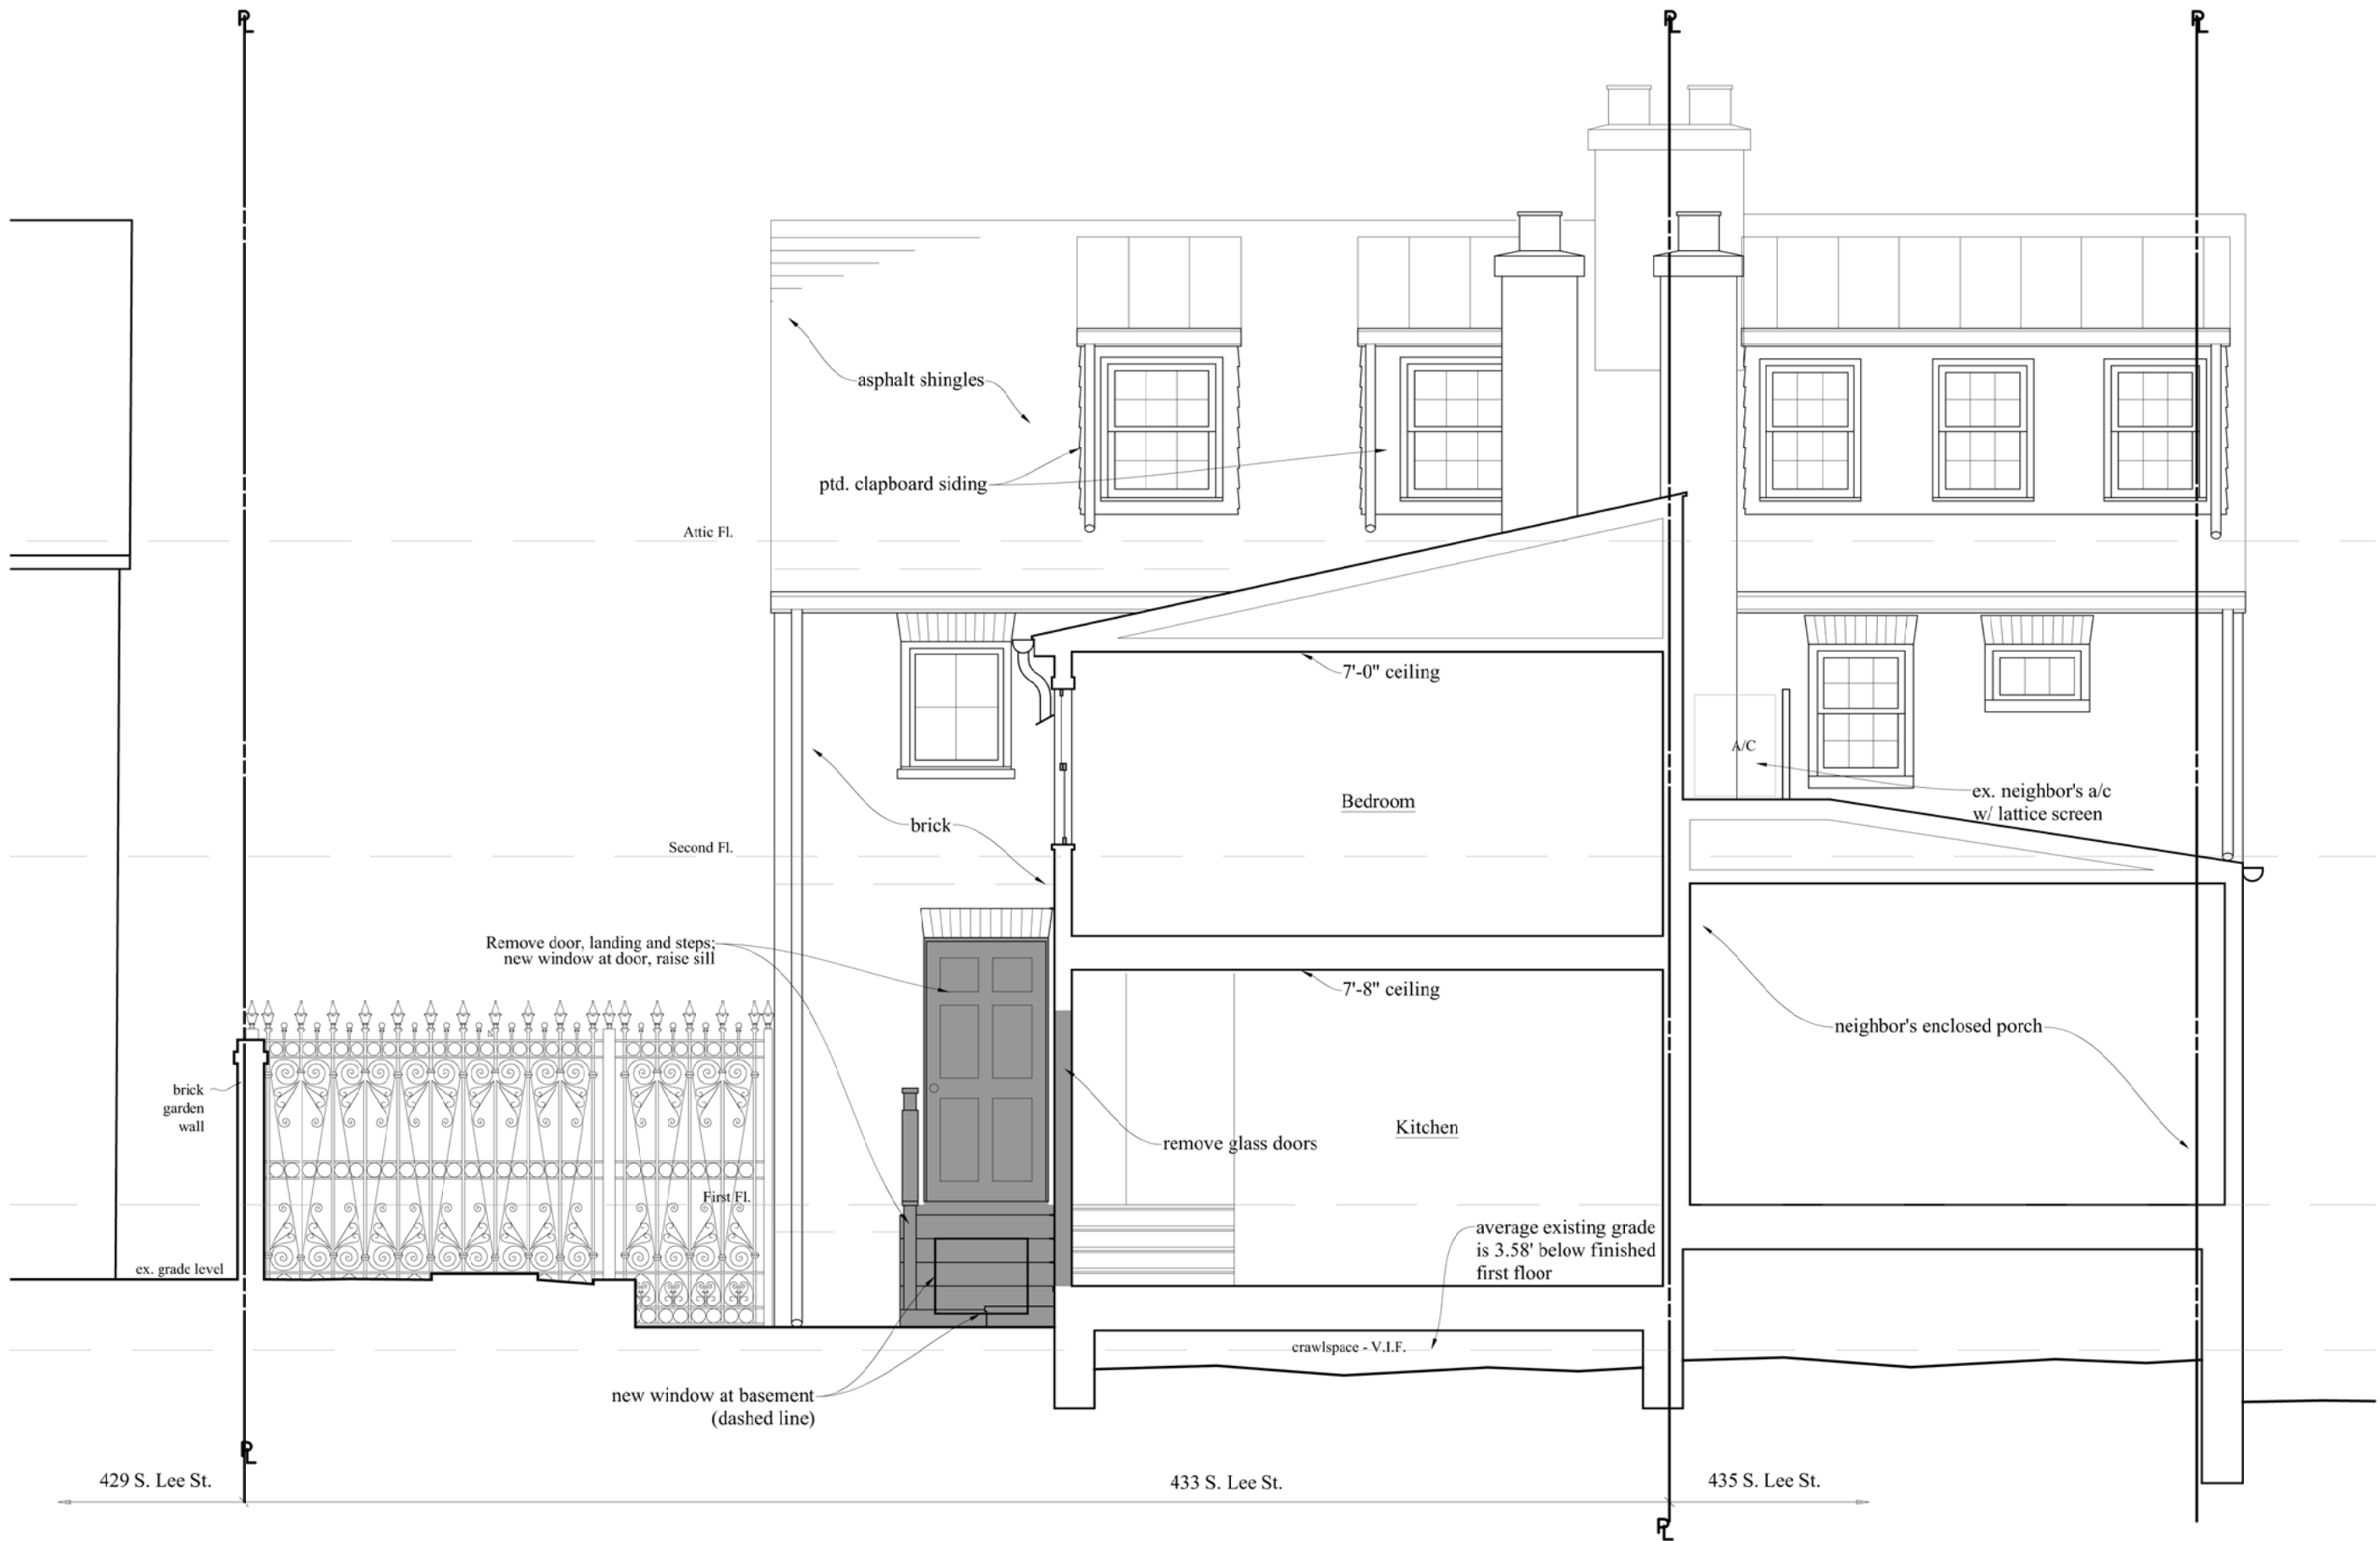 PL
PL
PL
asphalt shingles
ptd. clapboard siding
Attic Fl.
7'-0" ceiling
A/C
ex. neighbor's a/c
w/ lattice screen
Bedroom
brick
Second Fl.
Remove door, landing and steps;
new window at door, raise sill
7'-8" ceiling
neighbor's enclosed porch
brick
garden
wall
remove glass doors
Kitchen
First Fl.
average existing grade
is 3.58' below finished
first floor
ex. grade level
crawlspace - V.I.F.
new window at basement
(dashed line)
PL
429 S. Lee St.
433 S. Lee St.
435 S. Lee St.
PL